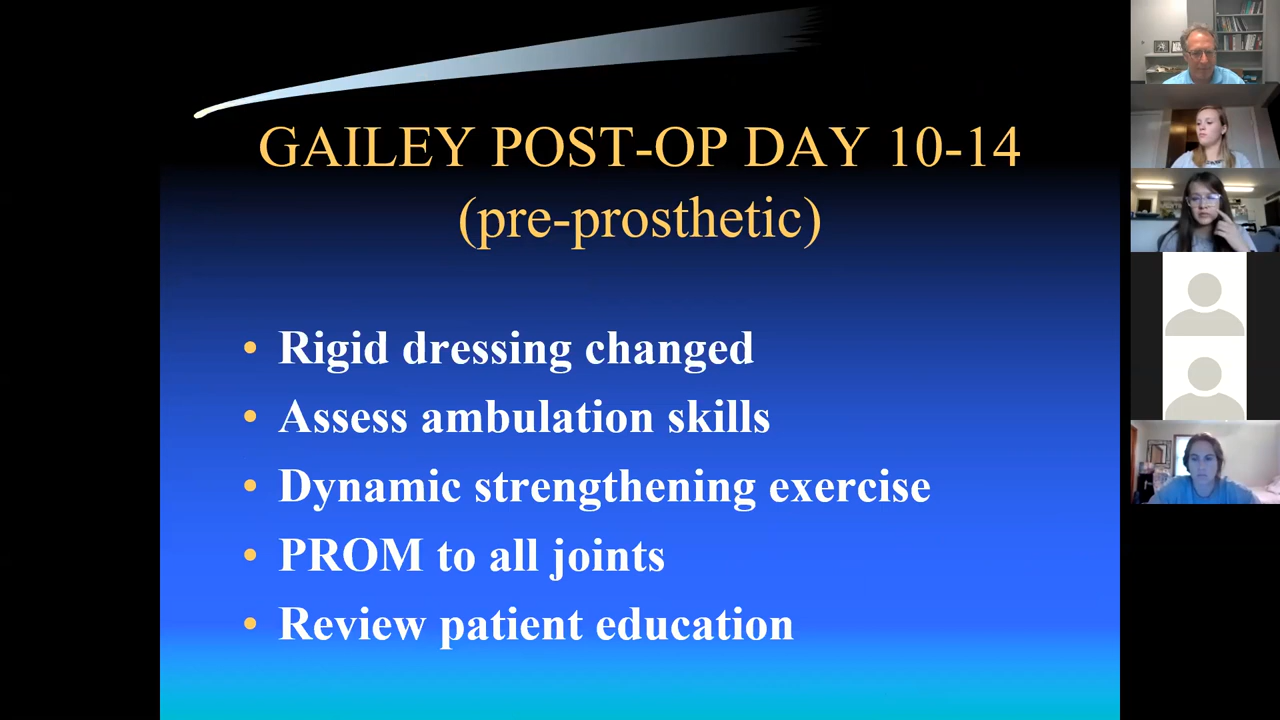 GAILEY POST-OP DAY 10-14
(pre-prosthetic)
• Rigid dressing changed
• Assess ambulation skills
• Dynamic strengthening exercise
• PROM to all joints
• Review patient education